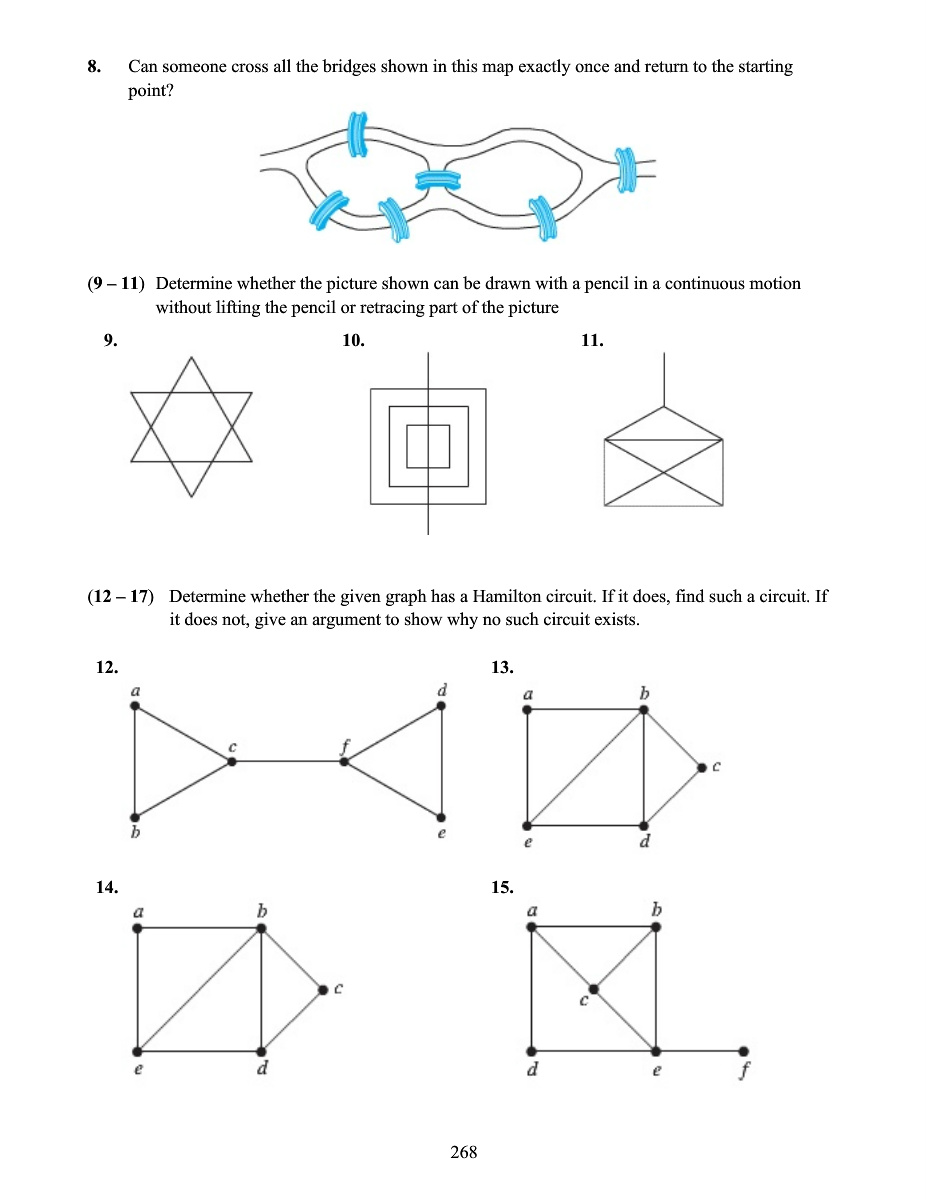 8. Can someone cross all the bridges shown in this map exactly once and return to the starting
point?
(9 – 11) Determine whether the picture shown can be drawn with a pencil in a continuous motion
without lifting the pencil or retracing part of the picture
9. 10. 11.
(12 – 17) Determine whether the given graph has a Hamilton circuit. If it does, find such a circuit. If
it does not, give an argument to show why no such circuit exists.
12. 13.
a d a b
c f c
b e e d
14. 15.
a b a b
c c
e d d e f
268